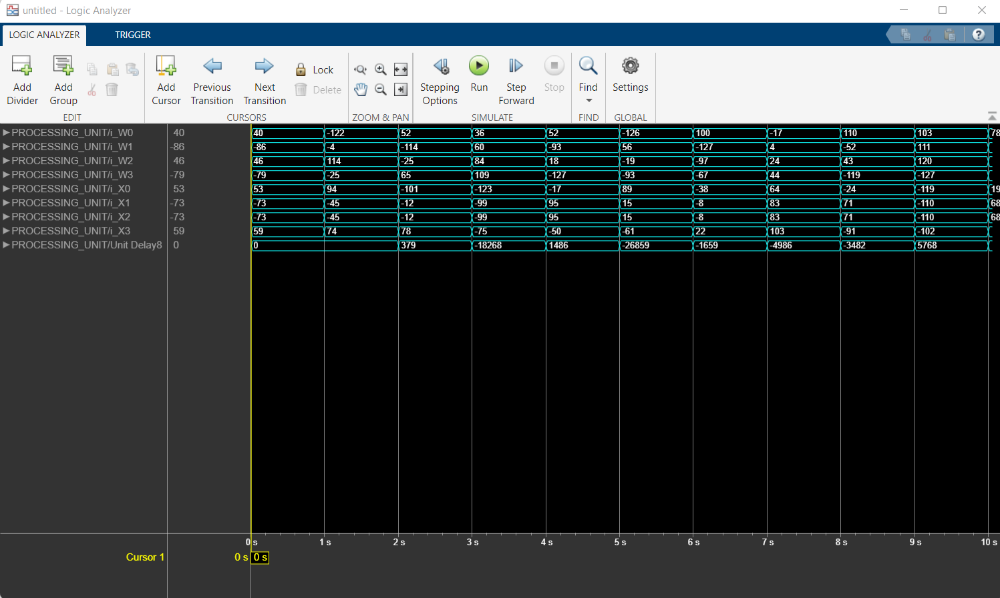 untitled - Logic Analyzer
LOGIC ANALYZER TRIGGER
?
Add Divider
Add Group
Add Cursor
Previous Transition
Next Transition
Lock
Delete
Stepping Options
Run
Step Forward
Stop
Find
Settings
EDIT CURSORS ZOOM & PAN SIMULATE FIND GLOBAL
PROCESSING_UNIT/i_W0 40 40 -122 52 36 52 -126 100 -17 110 103 78
PROCESSING_UNIT/i_W1 -86 -86 -4 -114 60 -93 56 -127 4 -52 111
PROCESSING_UNIT/i_W2 46 46 114 -25 84 18 -19 -97 24 43 120
PROCESSING_UNIT/i_W3 -79 -79 -25 65 109 -127 -93 -67 44 -119 -127
PROCESSING_UNIT/i_X0 53 53 94 -101 -123 -17 89 -38 64 -24 -119 19
PROCESSING_UNIT/i_X1 -73 -73 -45 -12 -99 95 15 -8 83 71 -110 68
PROCESSING_UNIT/i_X2 -73 -73 -45 -12 -99 95 15 -8 83 71 -110 68
PROCESSING_UNIT/i_X3 59 59 74 78 -75 -50 -61 22 103 -91 -102
PROCESSING_UNIT/Unit Delay8 0 0 379 -18268 1486 -26859 -1659 -4986 -3482 5768
0 s 1 s 2 s 3 s 4 s 5 s 6 s 7 s 8 s 9 s 10 s
Cursor 1 0 s 0 s